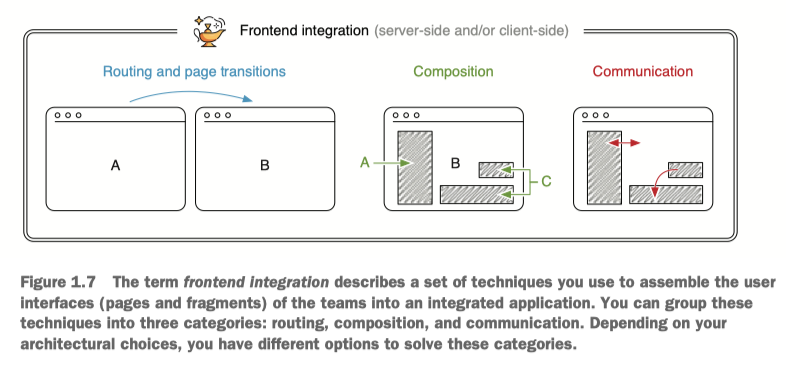 Frontend integration (server-side and/or client-side)
Routing and page transitions
Composition
Communication
A
B
A
B
C
Figure 1.7 The term frontend integration describes a set of techniques you use to assemble the user
interfaces (pages and fragments) of the teams into an integrated application. You can group these
techniques into three categories: routing, composition, and communication. Depending on your
architectural choices, you have different options to solve these categories.